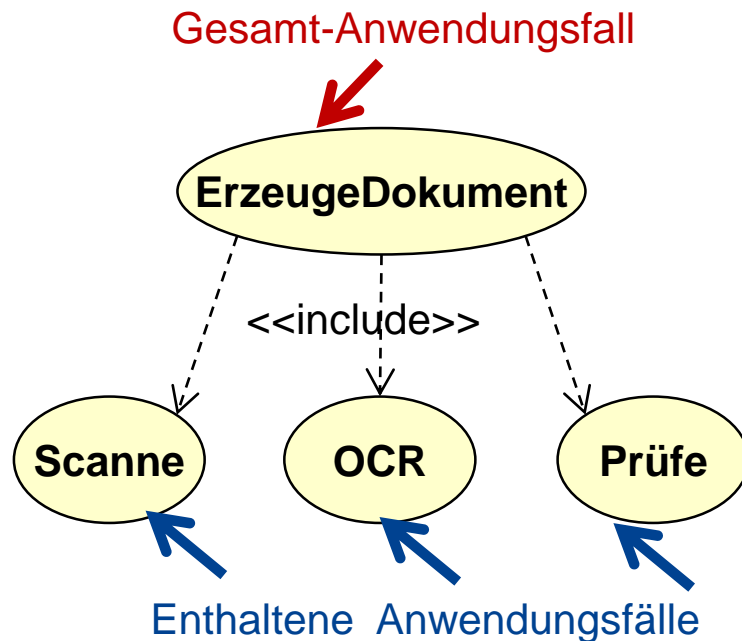 Gesamt-Anwendungsfall
ErzeugeDokument
<<include>>
Scanne OCR Prüfe
Enthaltene Anwendungsfälle